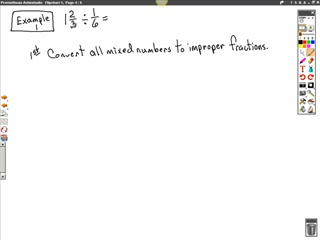 Promethean ActivStudio - Flipchart 1, Page 4 / 5
Example 1
1 2/3 ÷ 1/6 =
1st Convert all mixed numbers to improper fractions.